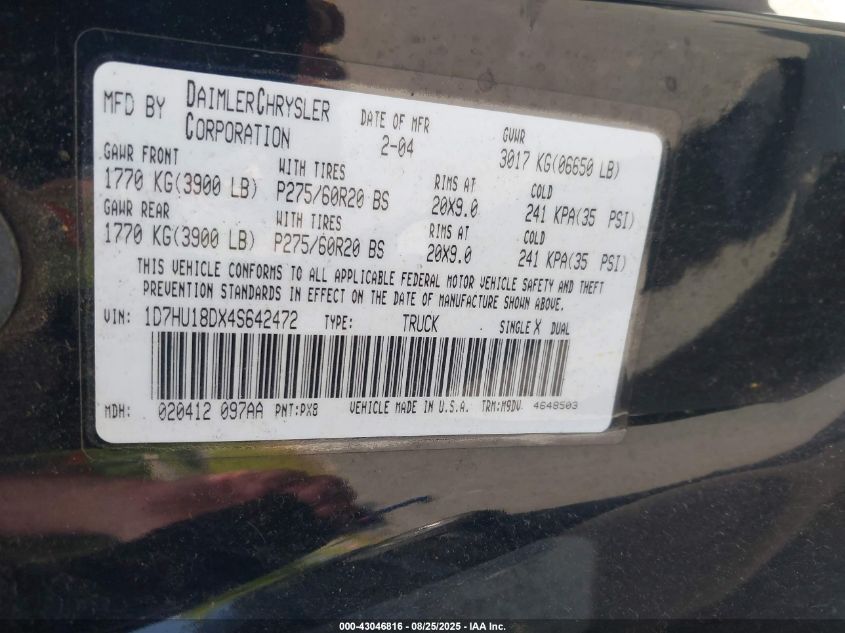 MFD BY DAIMLERCHRYSLER CORPORATION DATE OF MFR 2-04 GVWR 3017 KG(06650 LB)
GAWR FRONT WITH TIRES RIMS AT COLD
1770 KG(3900 LB) P275/60R20 BS 20X9.0 241 KPA(35 PSI)
GAWR REAR WITH TIRES RIMS AT COLD
1770 KG(3900 LB) P275/60R20 BS 20X9.0 241 KPA(35 PSI)
THIS VEHICLE CONFORMS TO ALL APPLICABLE FEDERAL MOTOR VEHICLE SAFETY AND THEFT
PREVENTION STANDARDS IN EFFECT ON THE DATE OF MANUFACTURE SHOWN ABOVE.
VIN: 1D7HU18DX4S642472 TYPE: TRUCK SINGLE X DUAL
MDH: 020412 097AA PNT:PX8 VEHICLE MADE IN U.S.A. TRM:M9DV 4648503
000-43046816 - 08/25/2025 - IAA Inc.